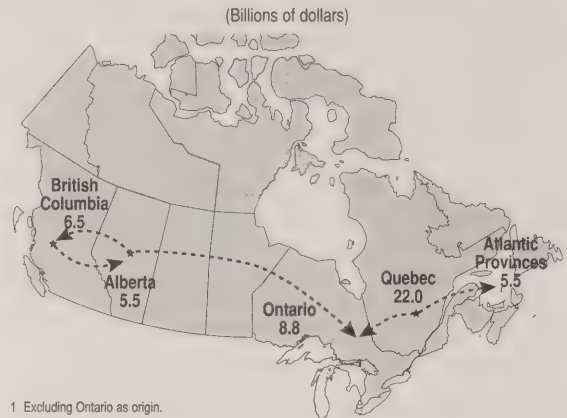 (Billions of dollars)
British
Columbia
6.5
Alberta
5.5
Ontario
8.8
Quebec
22.0
Atlantic
Provinces
5.5
1 Excluding Ontario as origin.